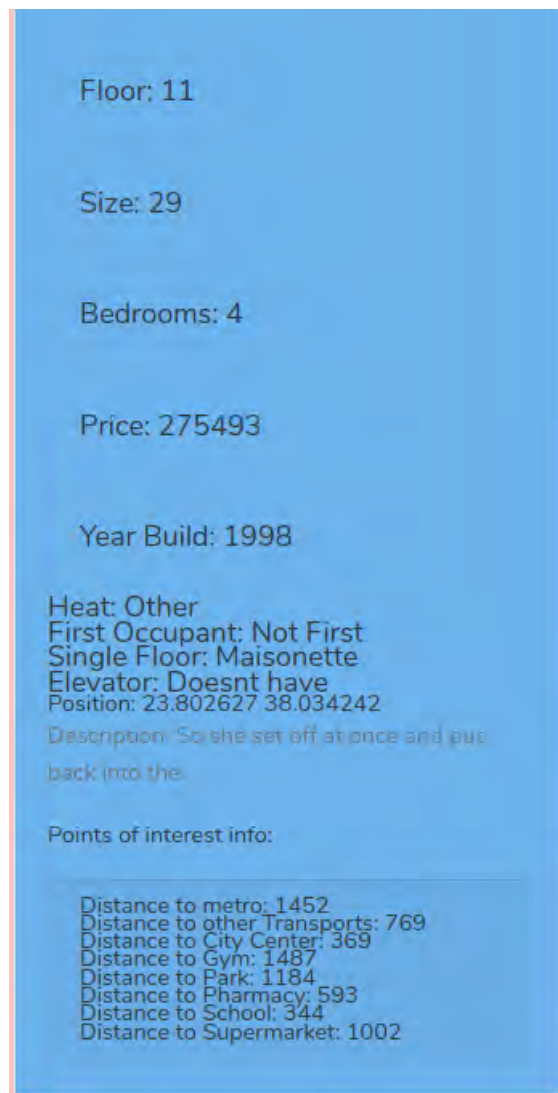 Floor: 11
Size: 29
Bedrooms: 4
Price: 275493
Year Build: 1998
Heat: Other
First Occupant: Not First
Single Floor: Maisonette
Elevator: Doesnt have
Position: 23.802627 38.034242
Description: So she set off at once and put
back into the
Points of interest info:
Distance to metro: 1452
Distance to other Transports: 769
Distance to City Center: 369
Distance to Gym: 1487
Distance to Park: 1184
Distance to Pharmacy: 593
Distance to School: 344
Distance to Supermarket: 1002